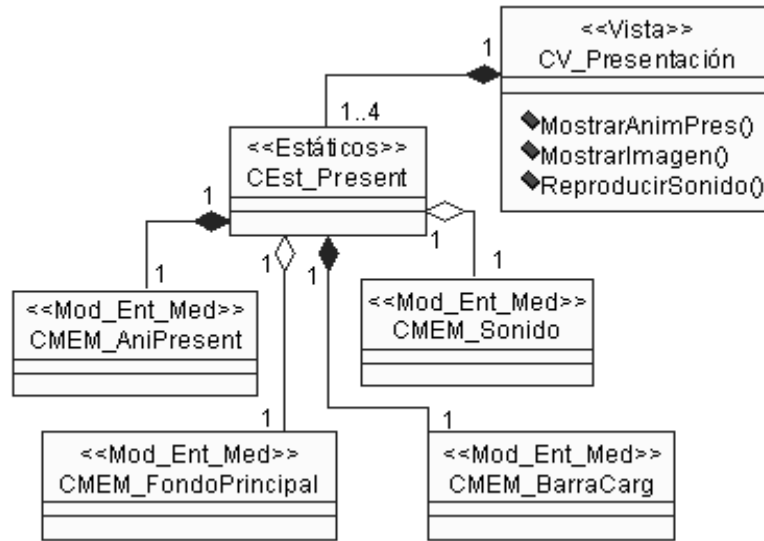 <<Vista>>
CV_Presentación
MostrarAnimPres()
MostrarImagen()
ReproducirSonido()
1
1..4
<<Estáticos>>
CEst_Present
1
1
1
1
1
<<Mod_Ent_Med>>
CMEM_AniPresent
1
<<Mod_Ent_Med>>
CMEM_Sonido
1
<<Mod_Ent_Med>>
CMEM_FondoPrincipal
1
<<Mod_Ent_Med>>
CMEM_BarraCarg